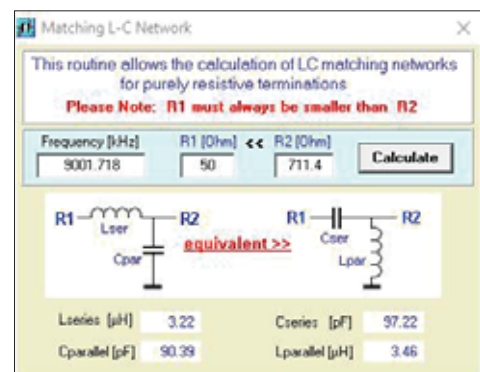 Matching L-C Network
This routine allows the calculation of LC matching networks
for purely resistive terminations
Please Note: R1 must always be smaller than R2
Frequency [kHz] R1 [Ohm] << R2 [Ohm]
9001.718 50 711.4 Calculate
R1 R2 R1 R2
Lser Cser
equivalent >>
Cpar Lpar
Lseries [µH] 3.22 Cseries [pF] 97.22
Cparallel [pF] 90.39 Lparallel [µH] 3.46